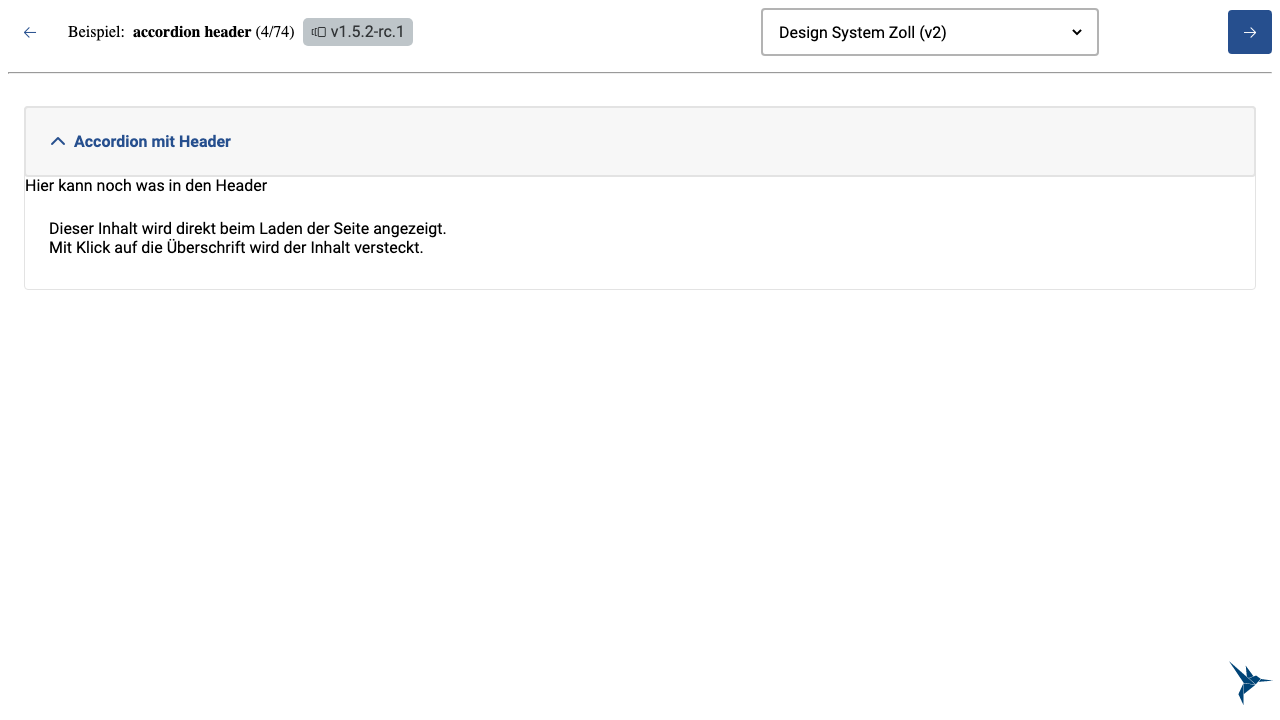 Beispiel: accordion header (4/74) v1.5.2-rc.1 Design System Zoll (v2)
Accordion mit Header
Hier kann noch was in den Header
Dieser Inhalt wird direkt beim Laden der Seite angezeigt.
Mit Klick auf die Überschrift wird der Inhalt versteckt.